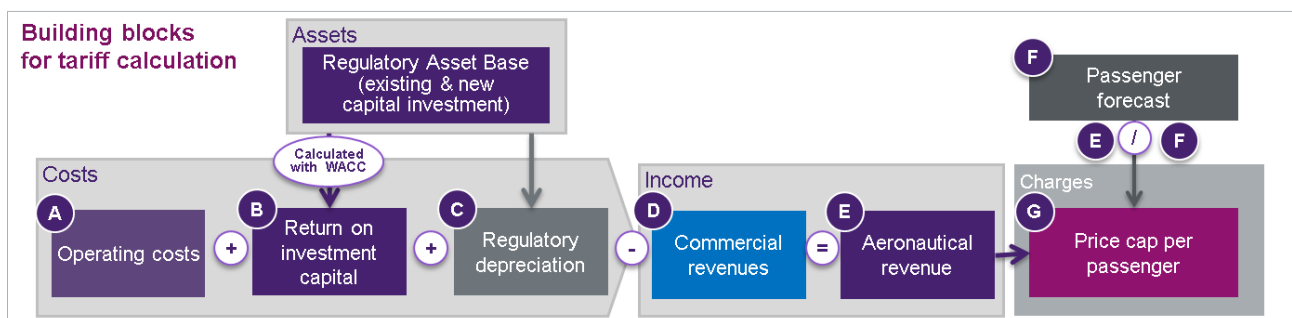 Building blocks
for tariff calculation
Assets
Regulatory Asset Base
(existing & new
capital investment)
Calculated
with WACC
F
Passenger
forecast
E / F
Costs
A
Operating costs
+
B
Return on
investment
capital
+
C
Regulatory
depreciation
-
Income
D
Commercial
revenues
=
E
Aeronautical
revenue
Charges
G
Price cap per
passenger